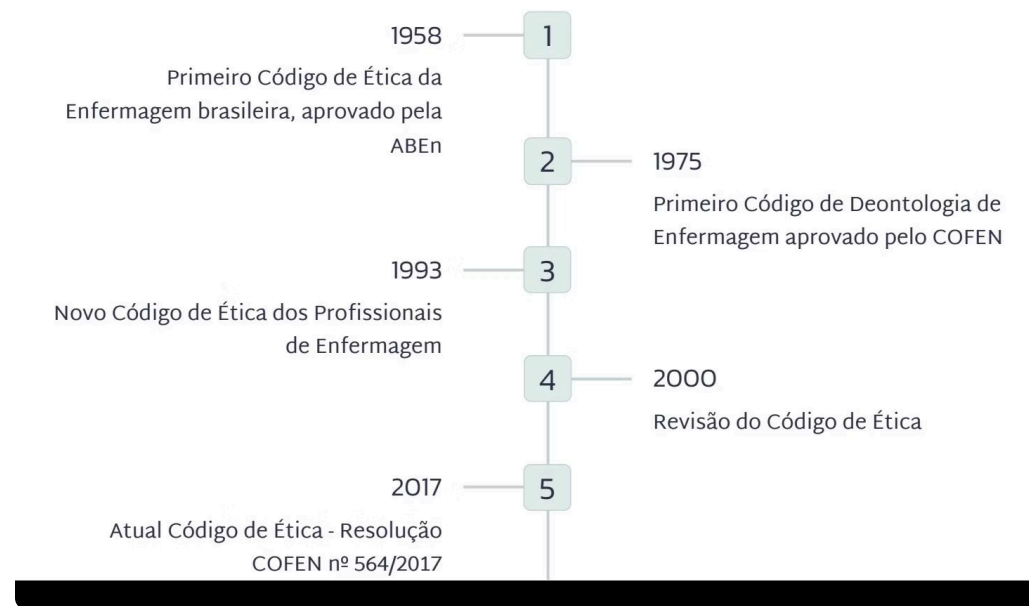 1958
1
Primeiro Código de Ética da
Enfermagem brasileira, aprovado pela
ABEn
2
1975
Primeiro Código de Deontologia de
Enfermagem aprovado pelo COFEN
1993
3
Novo Código de Ética dos Profissionais
de Enfermagem
4
2000
Revisão do Código de Ética
2017
5
Atual Código de Ética - Resolução
COFEN nº 564/2017